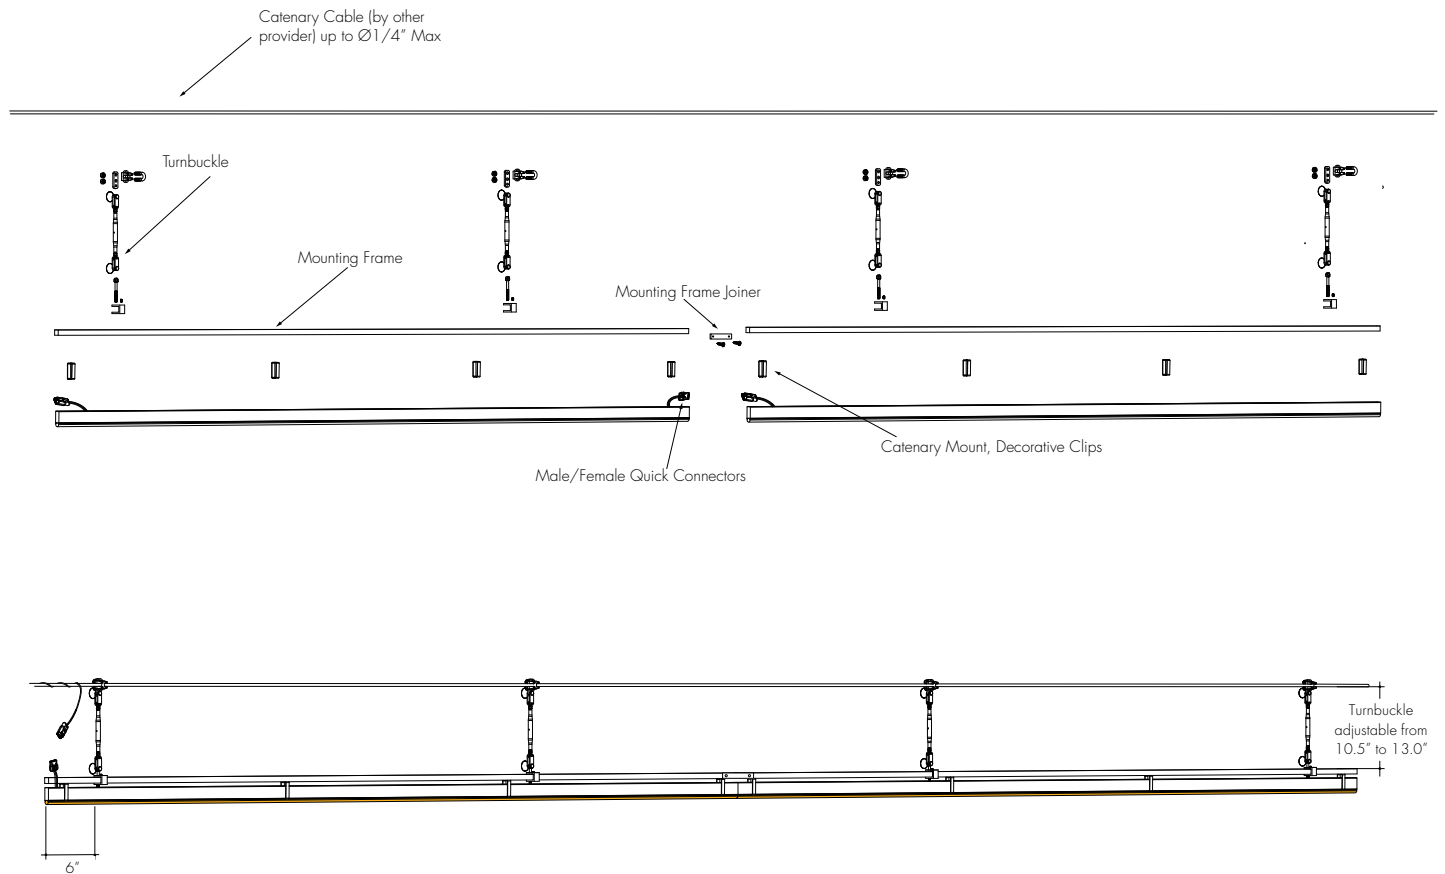 Catenary Cable (by other
provider) up to Ø1/4” Max
Turnbuckle
Mounting Frame
Mounting Frame Joiner
Catenary Mount, Decorative Clips
Male/Female Quick Connectors
Turnbuckle
adjustable from
10.5” to 13.0”
6”